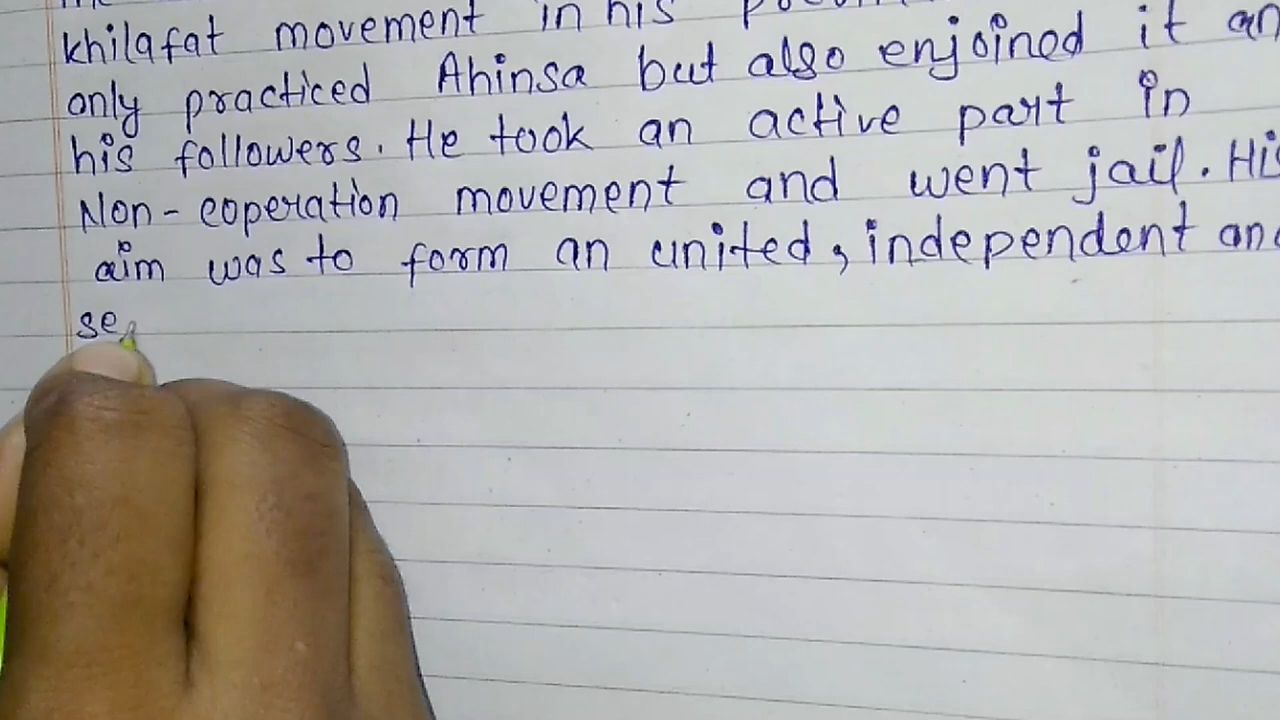 khilafat movement in his
only practiced Ahinsa but also enjoined it an
his followers. He took an active part in
Non-eoperation movement and went jail. His
aim was to form an united, independent and
se